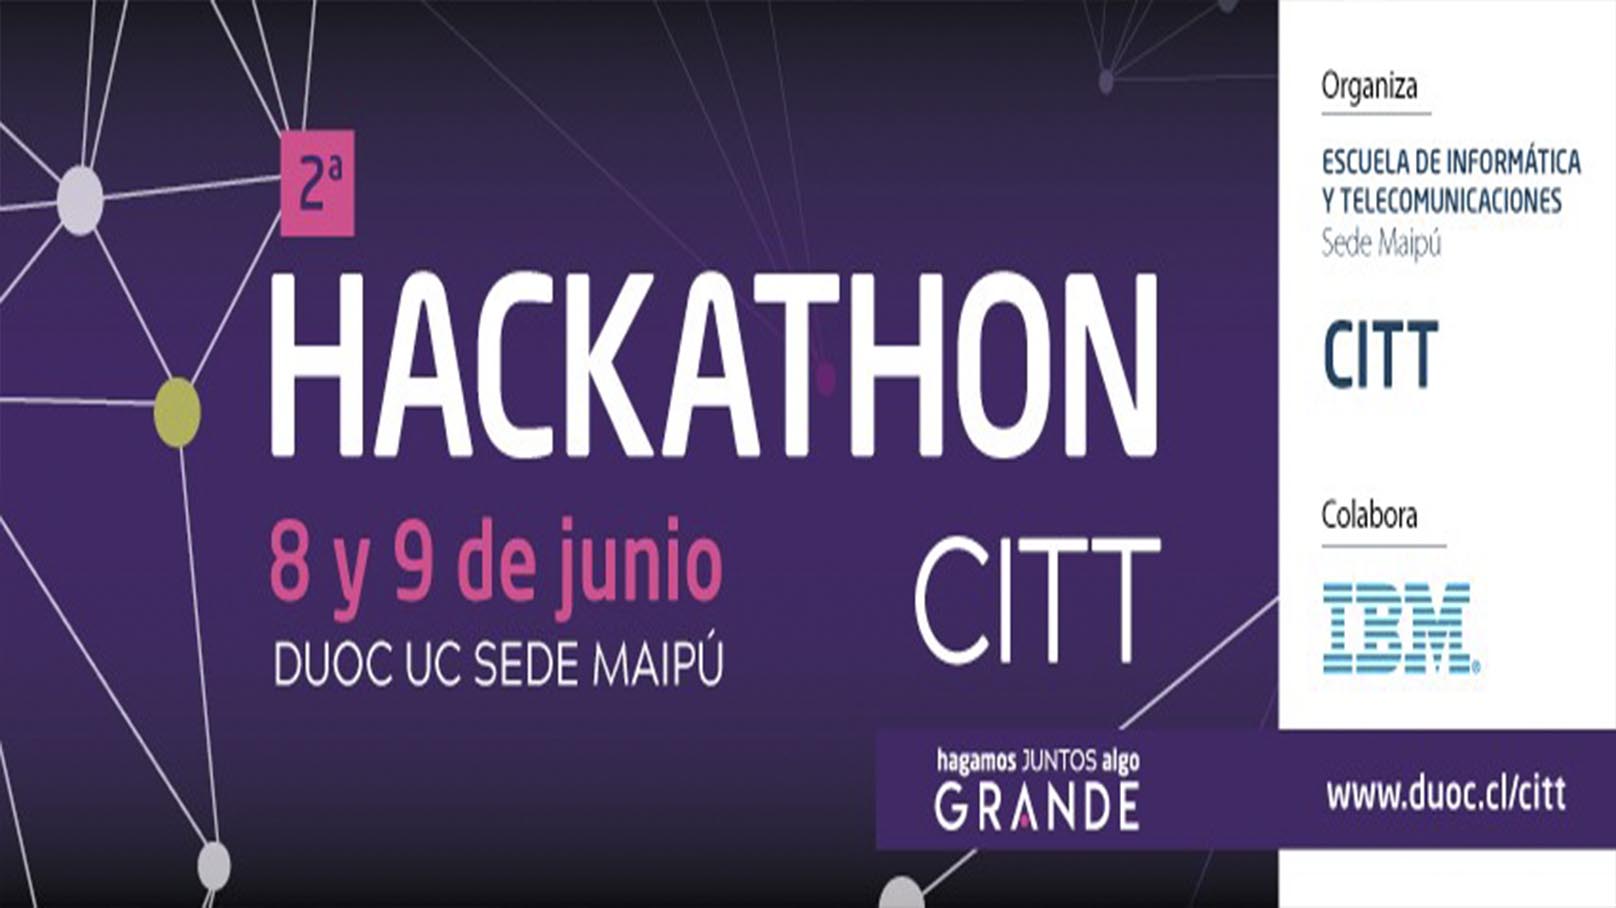 2ª
HACKATHON
8 y 9 de junio
DUOC UC SEDE MAIPÚ
CITT
hagamos JUNTOS algo
GRANDE
Organiza
ESCUELA DE INFORMÁTICA
Y TELECOMUNICACIONES
Sede Maipú
CITT
Colabora
IBM®
www.duoc.cl/citt